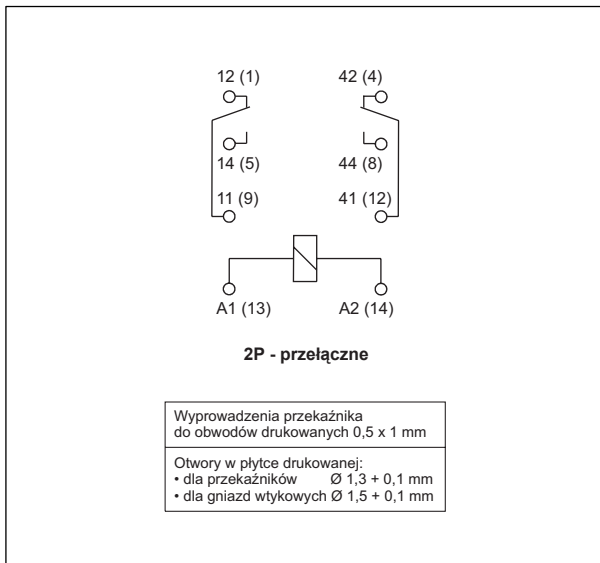 12 (1)
42 (4)
14 (5)
44 (8)
11 (9)
41 (12)
A1 (13)
A2 (14)
2P - przełączne
Wyprowadzenia przekaźnika
do obwodów drukowanych 0,5 x 1 mm
Otwory w płytce drukowanej:
• dla przekaźników Ø 1,3 + 0,1 mm
• dla gniazd wtykowych Ø 1,5 + 0,1 mm